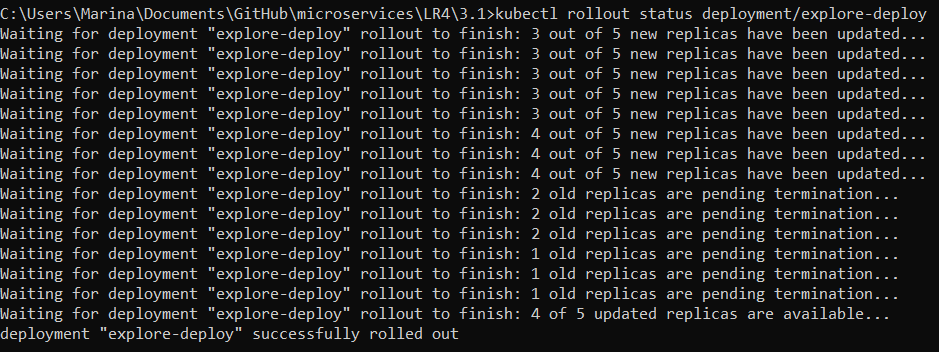 C:\Users\Marina\Documents\GitHub\microservices\LR4\3.1>kubectl rollout status deployment/explore-deploy
Waiting for deployment "explore-deploy" rollout to finish: 3 out of 5 new replicas have been updated...
Waiting for deployment "explore-deploy" rollout to finish: 3 out of 5 new replicas have been updated...
Waiting for deployment "explore-deploy" rollout to finish: 3 out of 5 new replicas have been updated...
Waiting for deployment "explore-deploy" rollout to finish: 3 out of 5 new replicas have been updated...
Waiting for deployment "explore-deploy" rollout to finish: 3 out of 5 new replicas have been updated...
Waiting for deployment "explore-deploy" rollout to finish: 4 out of 5 new replicas have been updated...
Waiting for deployment "explore-deploy" rollout to finish: 4 out of 5 new replicas have been updated...
Waiting for deployment "explore-deploy" rollout to finish: 4 out of 5 new replicas have been updated...
Waiting for deployment "explore-deploy" rollout to finish: 2 old replicas are pending termination...
Waiting for deployment "explore-deploy" rollout to finish: 2 old replicas are pending termination...
Waiting for deployment "explore-deploy" rollout to finish: 2 old replicas are pending termination...
Waiting for deployment "explore-deploy" rollout to finish: 1 old replicas are pending termination...
Waiting for deployment "explore-deploy" rollout to finish: 1 old replicas are pending termination...
Waiting for deployment "explore-deploy" rollout to finish: 1 old replicas are pending termination...
Waiting for deployment "explore-deploy" rollout to finish: 4 of 5 updated replicas are available...
deployment "explore-deploy" successfully rolled out